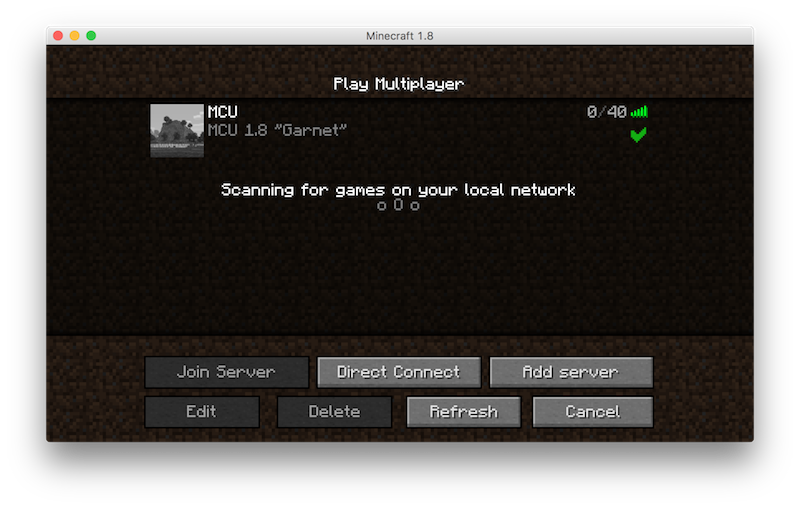 Minecraft 1.8
Play Multiplayer
MCU 0/40
MCU 1.8 "Garnet"
Scanning for games on your local network
o O o
Join Server Direct Connect Add server
Edit Delete Refresh Cancel